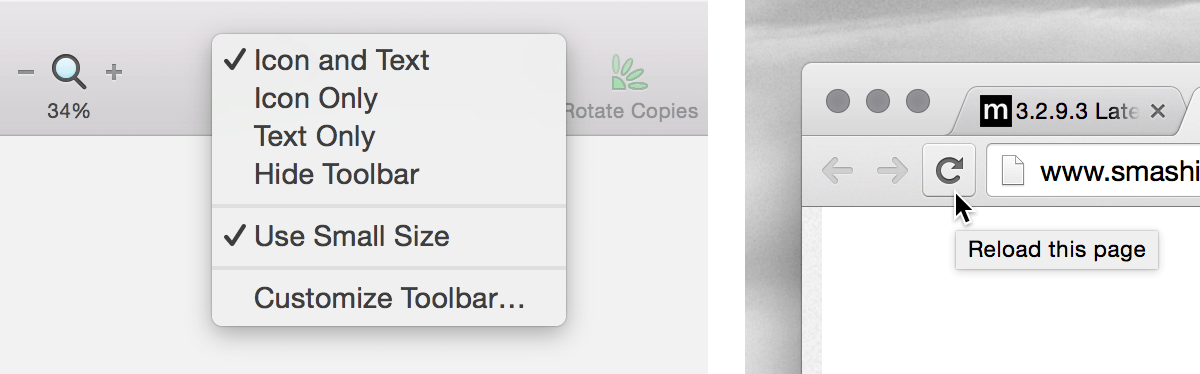 34%
✓ Icon and Text
Icon Only
Text Only
Hide Toolbar
✓ Use Small Size
Customize Toolbar…
Rotate Copies
m 3.2.9.3 Late
www.smashi
Reload this page